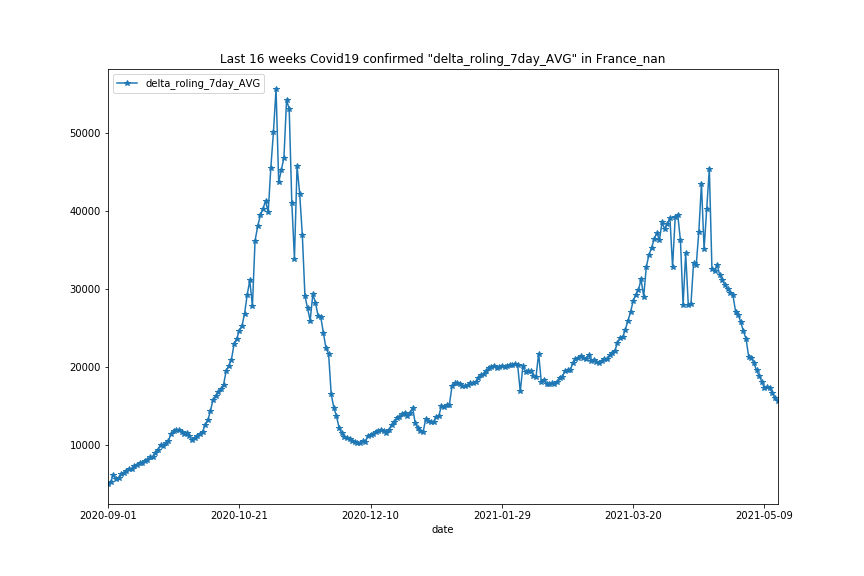 Last 16 weeks Covid19 confirmed "delta_roling_7day_AVG" in France_nan
delta_roling_7day_AVG
50000
40000
30000
20000
10000
2020-09-01 2020-10-21 2020-12-10 2021-01-29 2021-03-20 2021-05-09
date